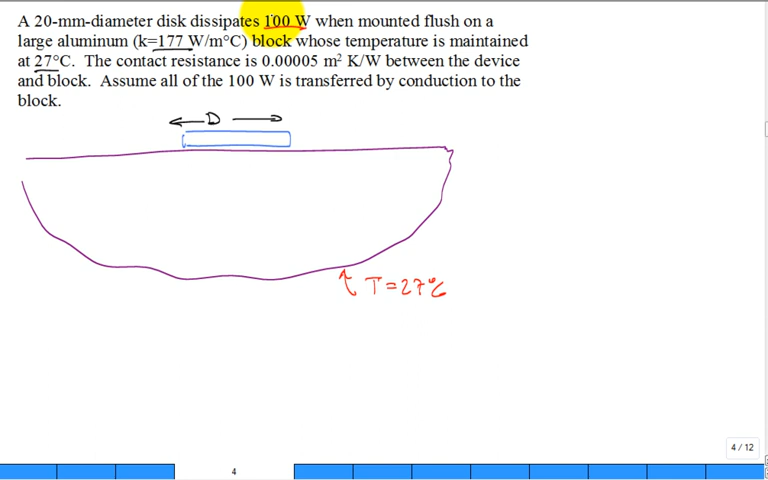 A 20-mm-diameter disk dissipates 100 W when mounted flush on a
large aluminum (k=177 W/m°C) block whose temperature is maintained
at 27°C. The contact resistance is 0.00005 m² K/W between the device
and block. Assume all of the 100 W is transferred by conduction to the
block.
D
T=27°C
4 / 12
4